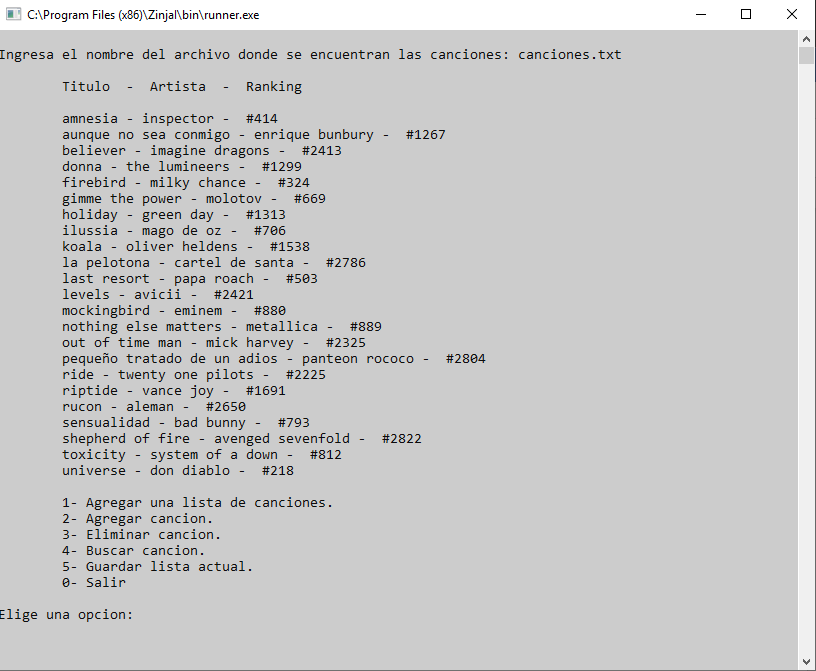 C:\Program Files (x86)\Zinjal\bin\runner.exe
Ingresa el nombre del archivo donde se encuentran las canciones: canciones.txt
Titulo - Artista - Ranking
amnesia - inspector - #414
aunque no sea conmigo - enrique bunbury - #1267
believer - imagine dragons - #2413
donna - the lumineers - #1299
firebird - milky chance - #324
gimme the power - molotov - #669
holiday - green day - #1313
ilussia - mago de oz - #706
koala - oliver heldens - #1538
la pelotona - cartel de santa - #2786
last resort - papa roach - #503
levels - avicii - #2421
mockingbird - eminem - #880
nothing else matters - metallica - #889
out of time man - mick harvey - #2325
pequeño tratado de un adios - panteon rococo - #2804
ride - twenty one pilots - #2225
riptide - vance joy - #1691
rucon - aleman - #2650
sensualidad - bad bunny - #793
shepherd of fire - avenged sevenfold - #2822
toxicity - system of a down - #812
universe - don diablo - #218
1- Agregar una lista de canciones.
2- Agregar cancion.
3- Eliminar cancion.
4- Buscar cancion.
5- Guardar lista actual.
0- Salir
Elige una opcion: